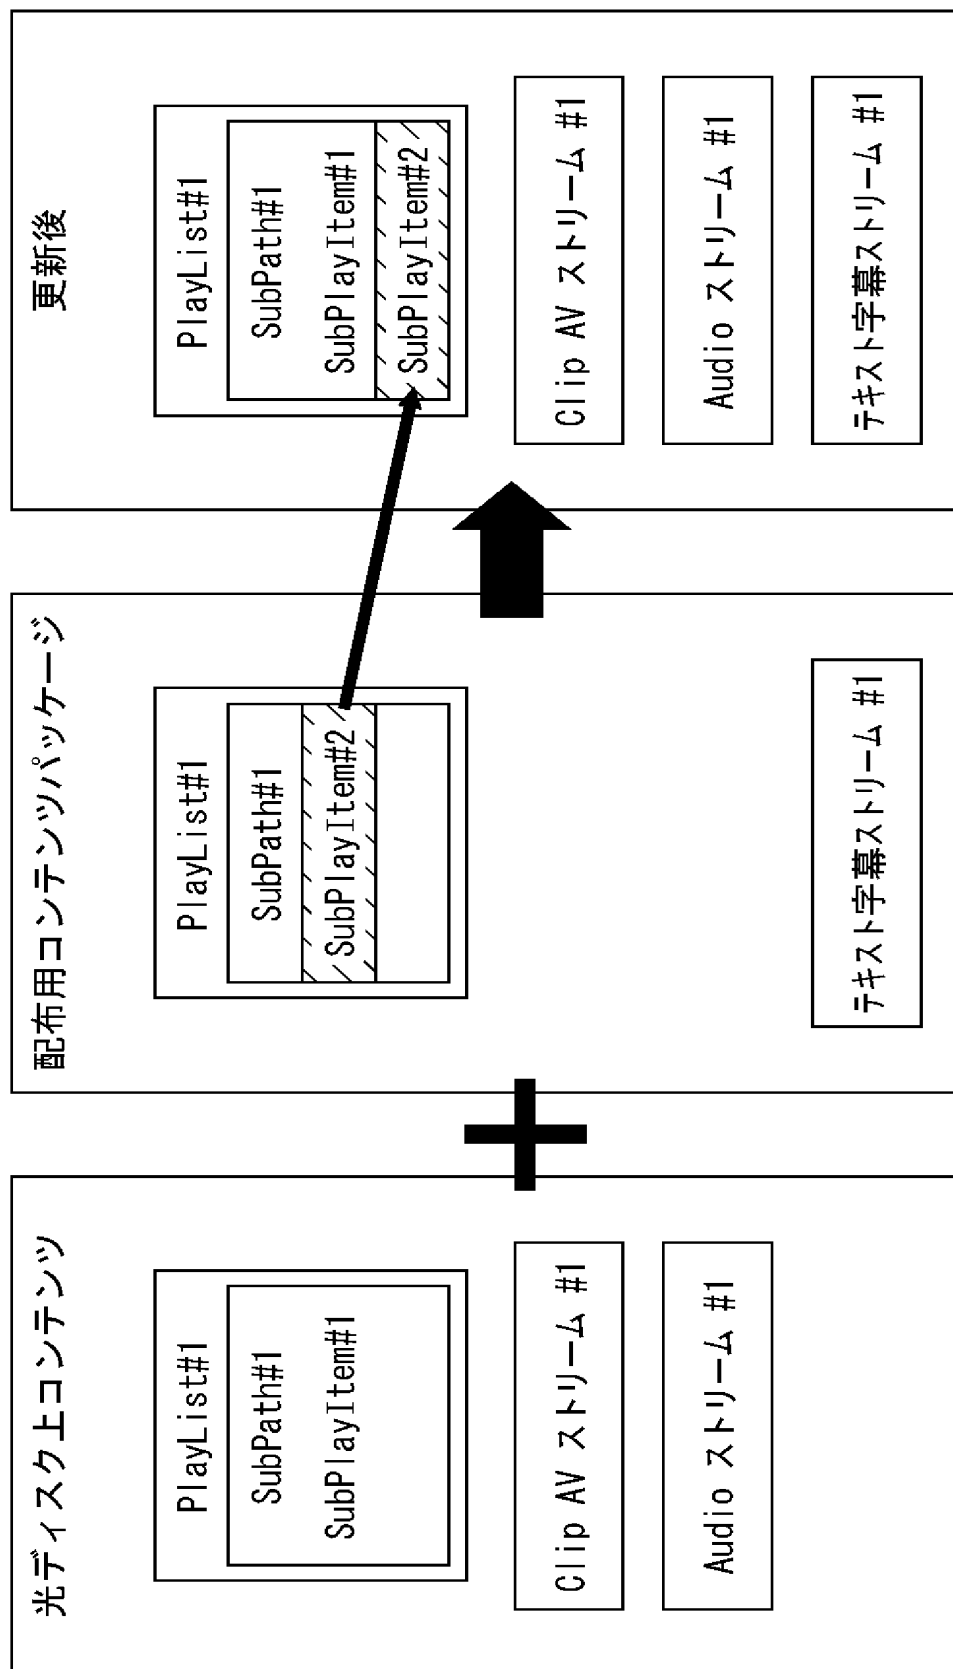 光ディスク上コンテンツ
PlayList#1
SubPath#1
SubPlayItem#1
Clip AV ストリーム #1
Audio ストリーム #1
配布用コンテンツパッケージ
PlayList#1
SubPath#1
SubPlayItem#2
テキスト字幕ストリーム #1
更新後
PlayList#1
SubPath#1
SubPlayItem#1
SubPlayItem#2
Clip AV ストリーム #1
Audio ストリーム #1
テキスト字幕ストリーム #1